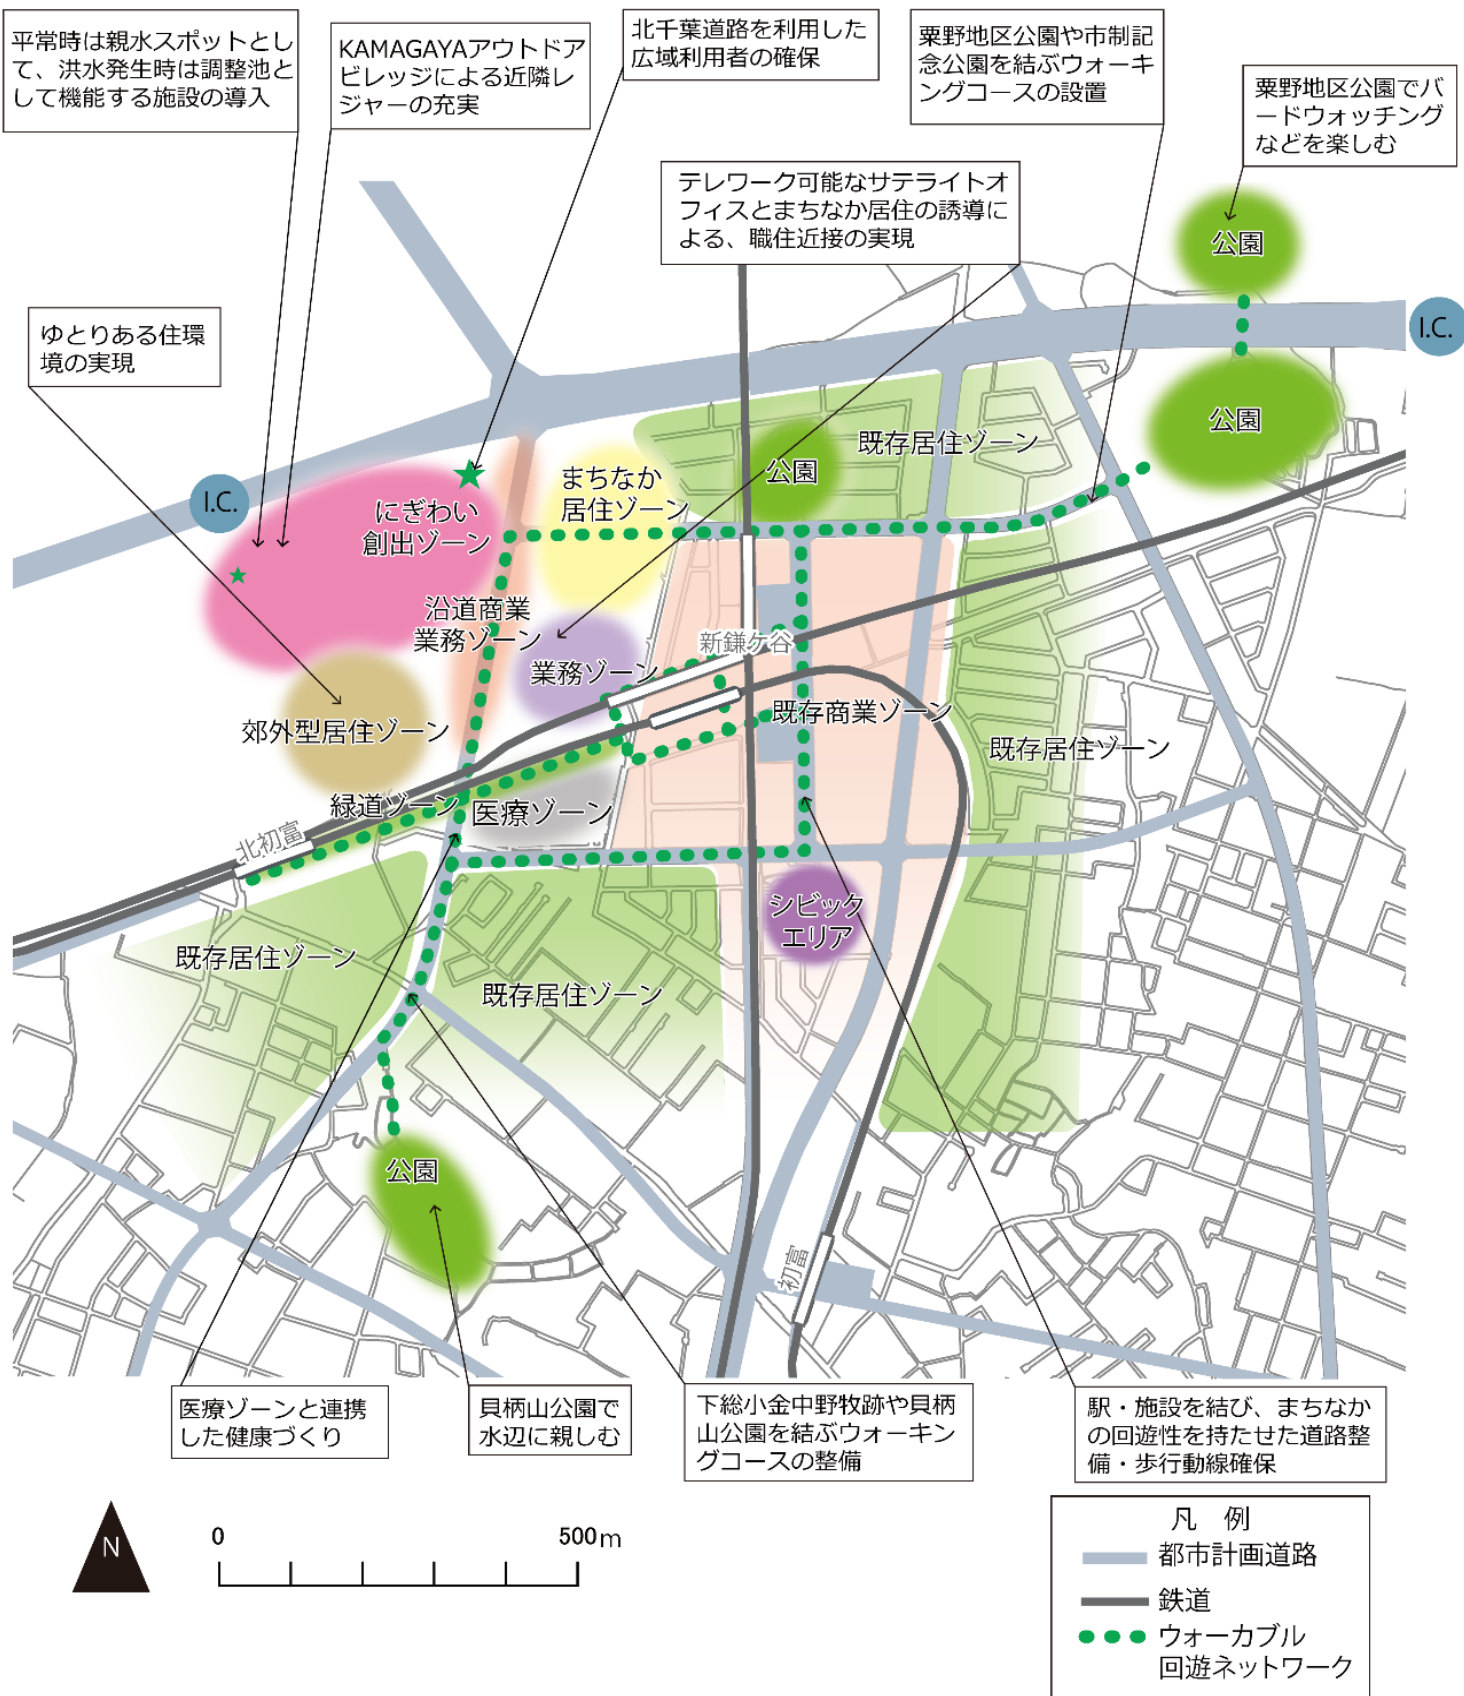 平常時は親水スポットとし
て、洪水発生時は調整池と
して機能する施設の導入
KAMAGAYAアウトドア
ビレッジによる近隣レ
ジャーの充実
北千葉道路を利用した
広域利用者の確保
粟野地区公園や市制記
念公園を結ぶウォーキ
ングコースの設置
粟野地区公園でバ
ードウォッチング
などを楽しむ
テレワーク可能なサテライトオ
フィスとまちなか居住の誘導に
よる、職住近接の実現
ゆとりある住環
境の実現
公園
I.C.
公園
既存居住ゾーン
公園
まちなか
居住ゾーン
I.C.
にぎわい
創出ゾーン
沿道商業
業務ゾーン
新鎌ケ谷
業務ゾーン
既存商業ゾーン
郊外型居住ゾーン
既存居住ゾーン
緑道ゾーン
医療ゾーン
北初富
シビック
エリア
既存居住ゾーン
既存居住ゾーン
公園
初富
医療ゾーンと連携
した健康づくり
貝柄山公園で
水辺に親しむ
下総小金中野牧跡や貝柄
山公園を結ぶウォーキン
グコースの整備
駅・施設を結び、まちなか
の回遊性を持たせた道路整
備・歩行動線確保
N
0 500m
凡 例
都市計画道路
鉄道
ウォーカブル
回遊ネットワーク